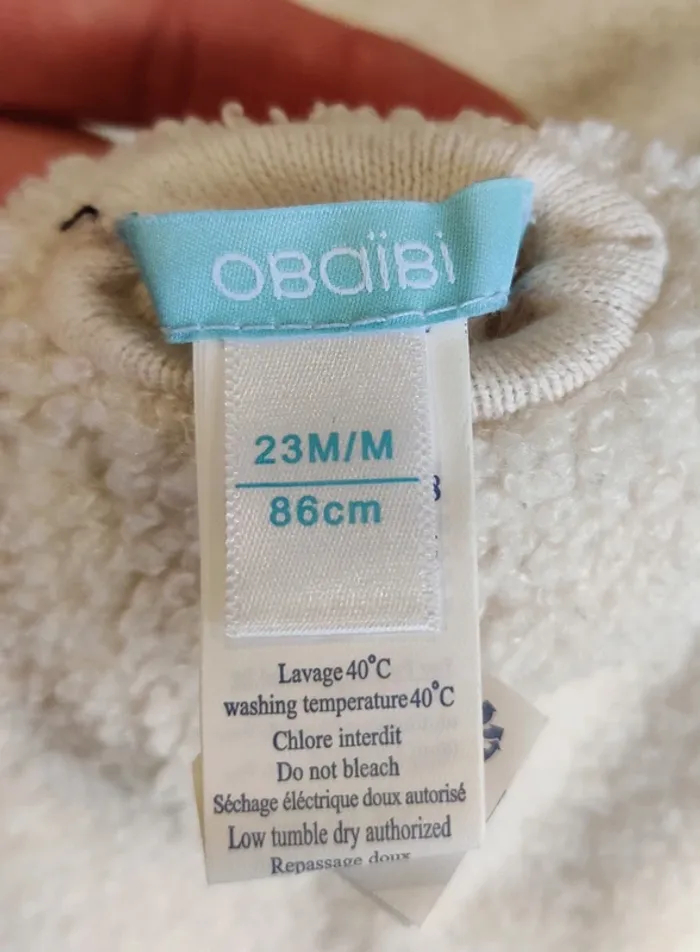 OBAÏBI
23M/M
86cm
Lavage 40°C
washing temperature 40°C
Chlore interdit
Do not bleach
Séchage éléctrique doux autorisé
Low tumble dry authorized
Repassage doux